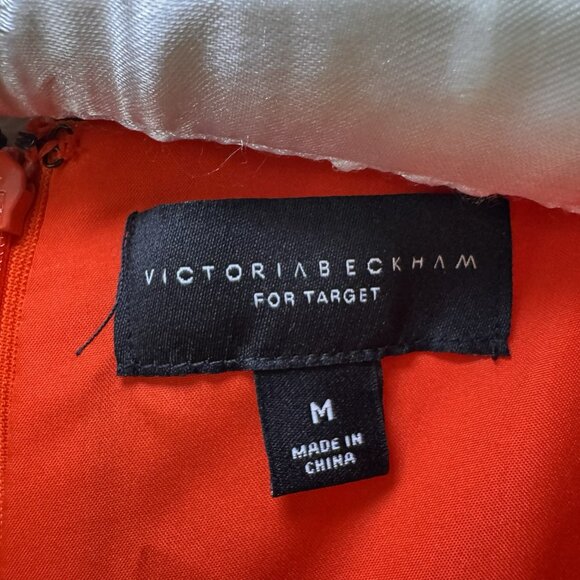 VICTORIABECKHAM
FOR TARGET
M
MADE IN
CHINA